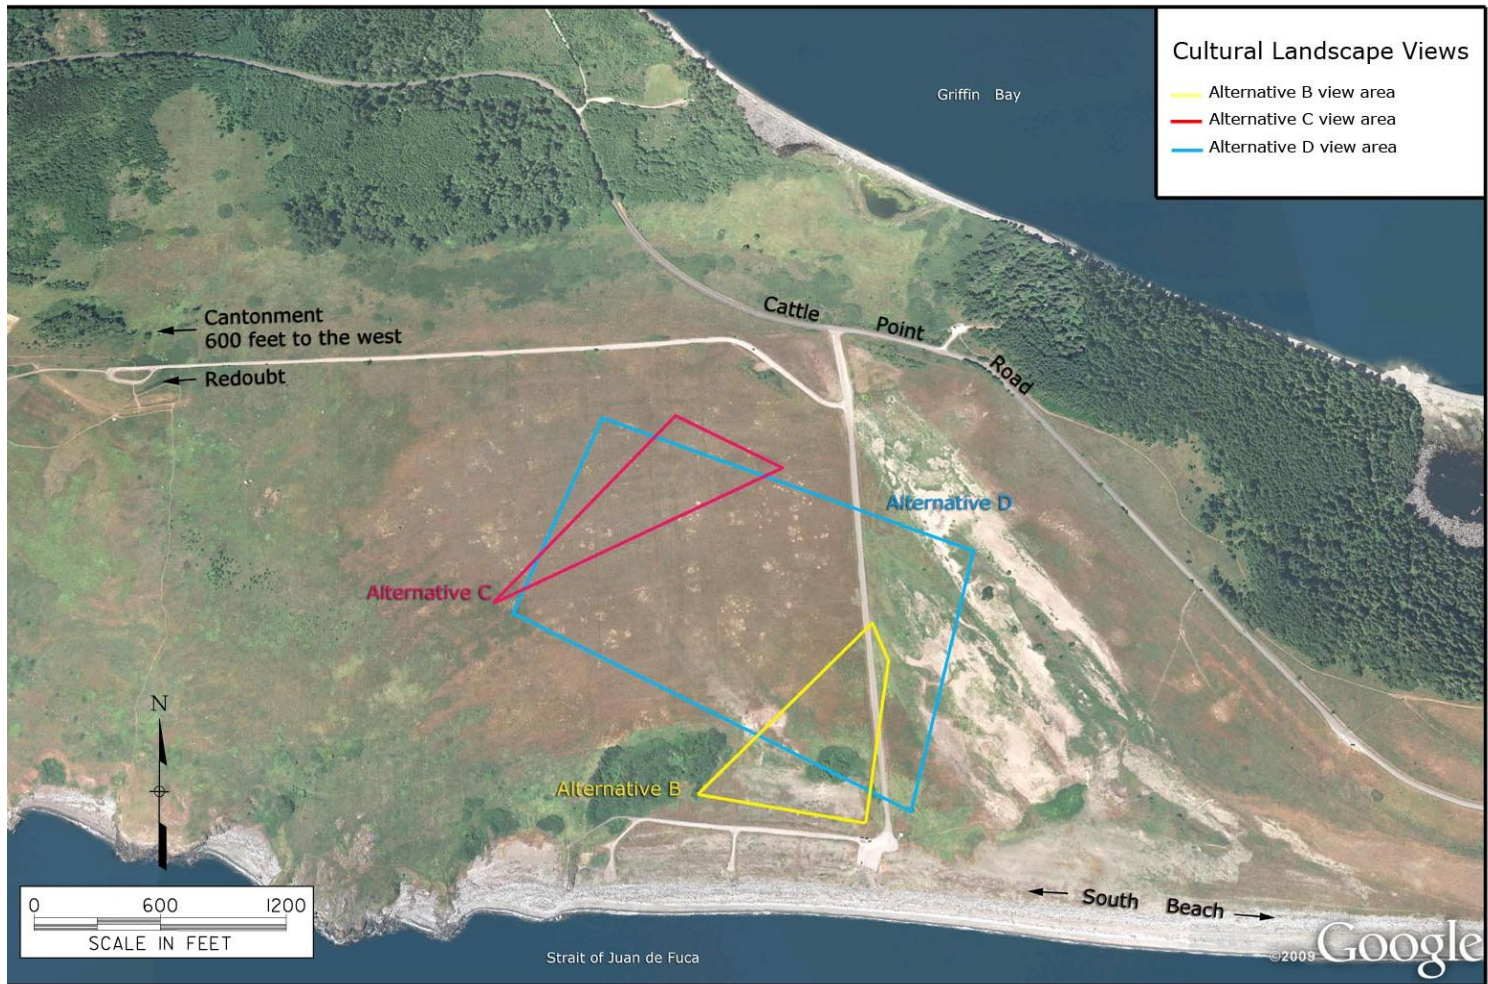 Cultural Landscape Views
Alternative B view area
Alternative C view area
Alternative D view area
Griffin Bay
Cattle Point Road
Cantonment
600 feet to the west
Redoubt
Alternative D
Alternative C
N
Alternative B
South Beach
0 600 1200
SCALE IN FEET
Strait of Juan de Fuca
©2009 Google